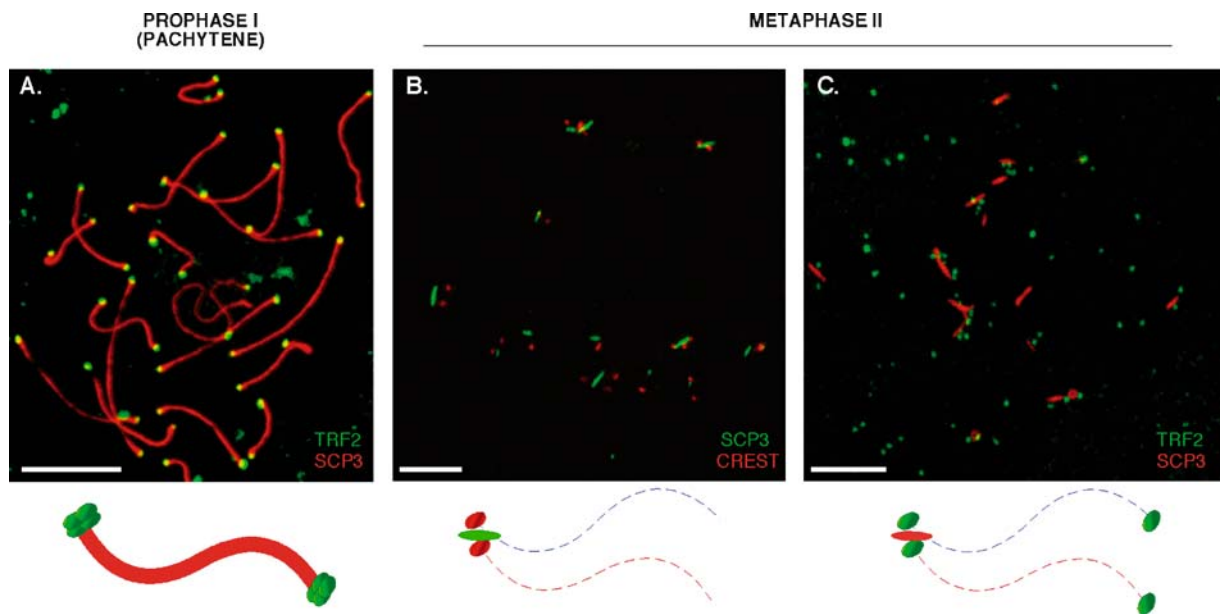 PROPHASE I
(PACHYTENE)
METAPHASE II
A.
B.
C.
TRF2
SCP3
SCP3
CREST
TRF2
SCP3